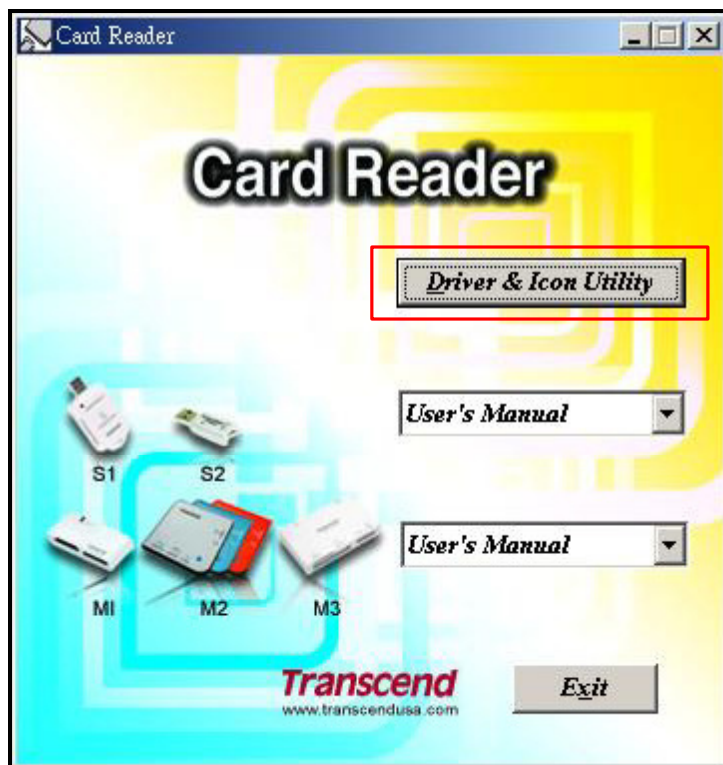 Card Reader
Card Reader
Driver & Icon Utility
User's Manual
S1 S2
User's Manual
MI M2 M3
Transcend
www.transcendusa.com
Exit